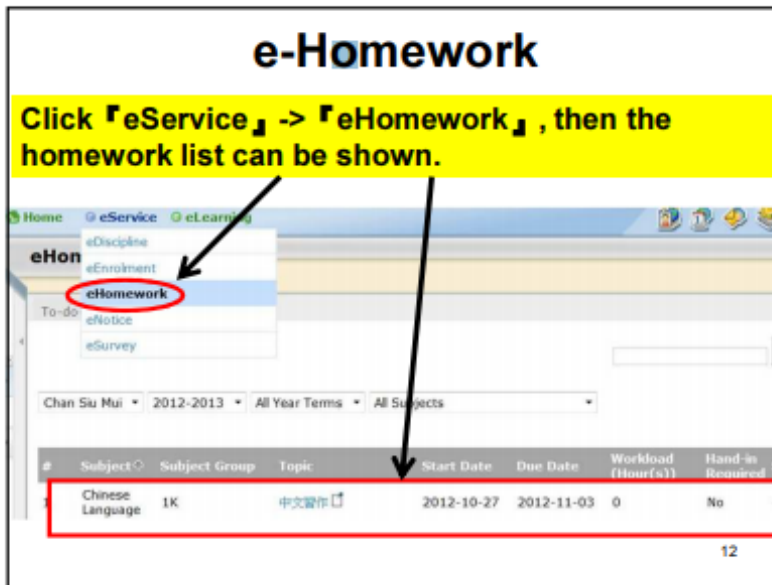 e-Homework
Click『eService』->『eHomework』, then the
homework list can be shown.
Home eService eLearning
eDiscipline
eHom
eEnrolment
eHomework
To-do
eNotice
eSurvey
Chan Siu Mui 2012-2013 All Year Terms All Subjects
# Subject Subject Group Topic Start Date Due Date Workload (Hour(s)) Hand-in Required
1 Chinese Language 1K 中文習作 2012-10-27 2012-11-03 0 No
12